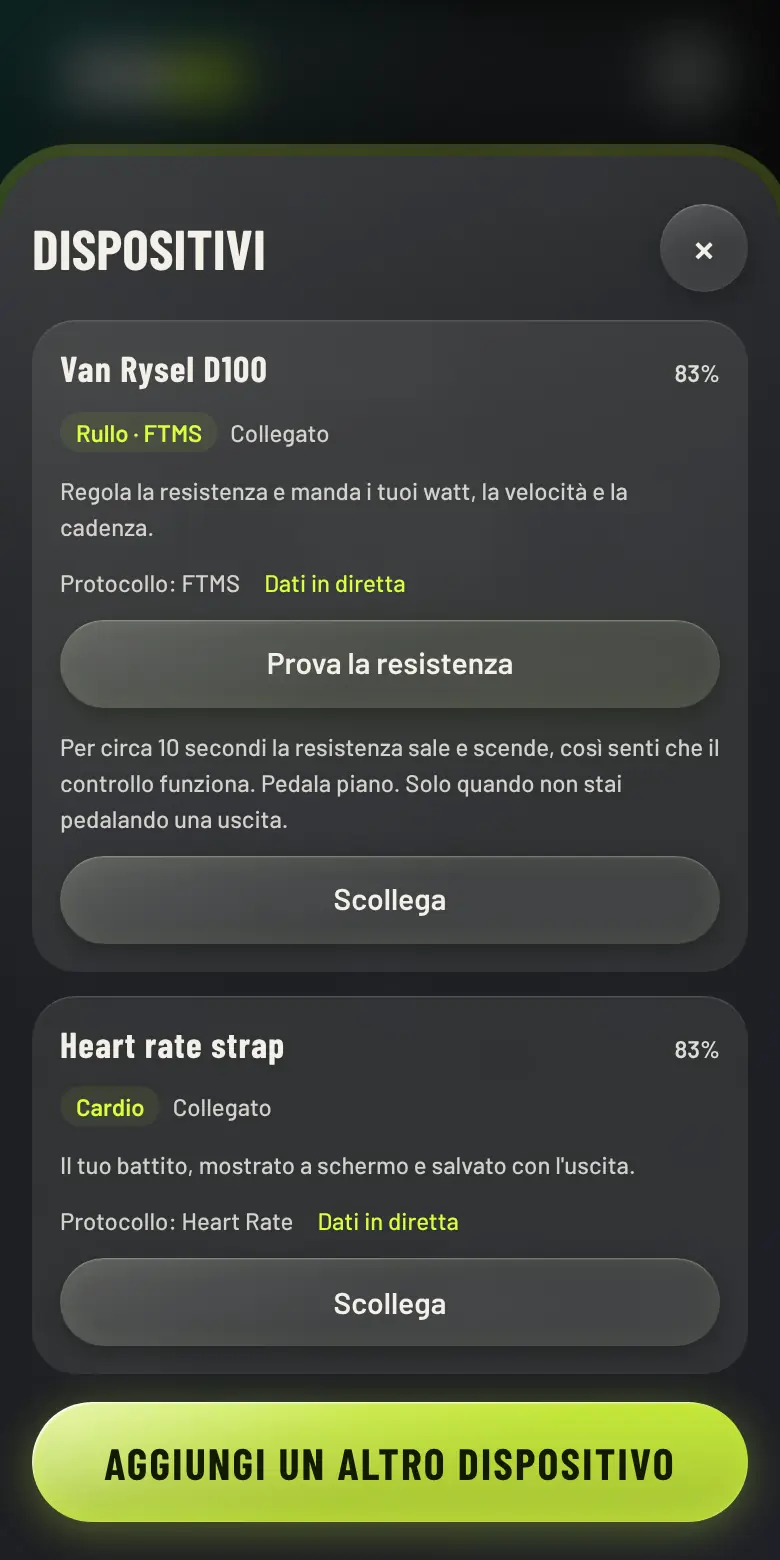 DISPOSITIVI
×
Van Rysel D100
83%
Rullo · FTMS
Collegato
Regola la resistenza e manda i tuoi watt, la velocità e la
cadenza.
Protocollo: FTMS
Dati in diretta
Prova la resistenza
Per circa 10 secondi la resistenza sale e scende, così senti che il
controllo funziona. Pedala piano. Solo quando non stai
pedalando una uscita.
Scollega
Heart rate strap
83%
Cardio
Collegato
Il tuo battito, mostrato a schermo e salvato con l'uscita.
Protocollo: Heart Rate
Dati in diretta
Scollega
AGGIUNGI UN ALTRO DISPOSITIVO